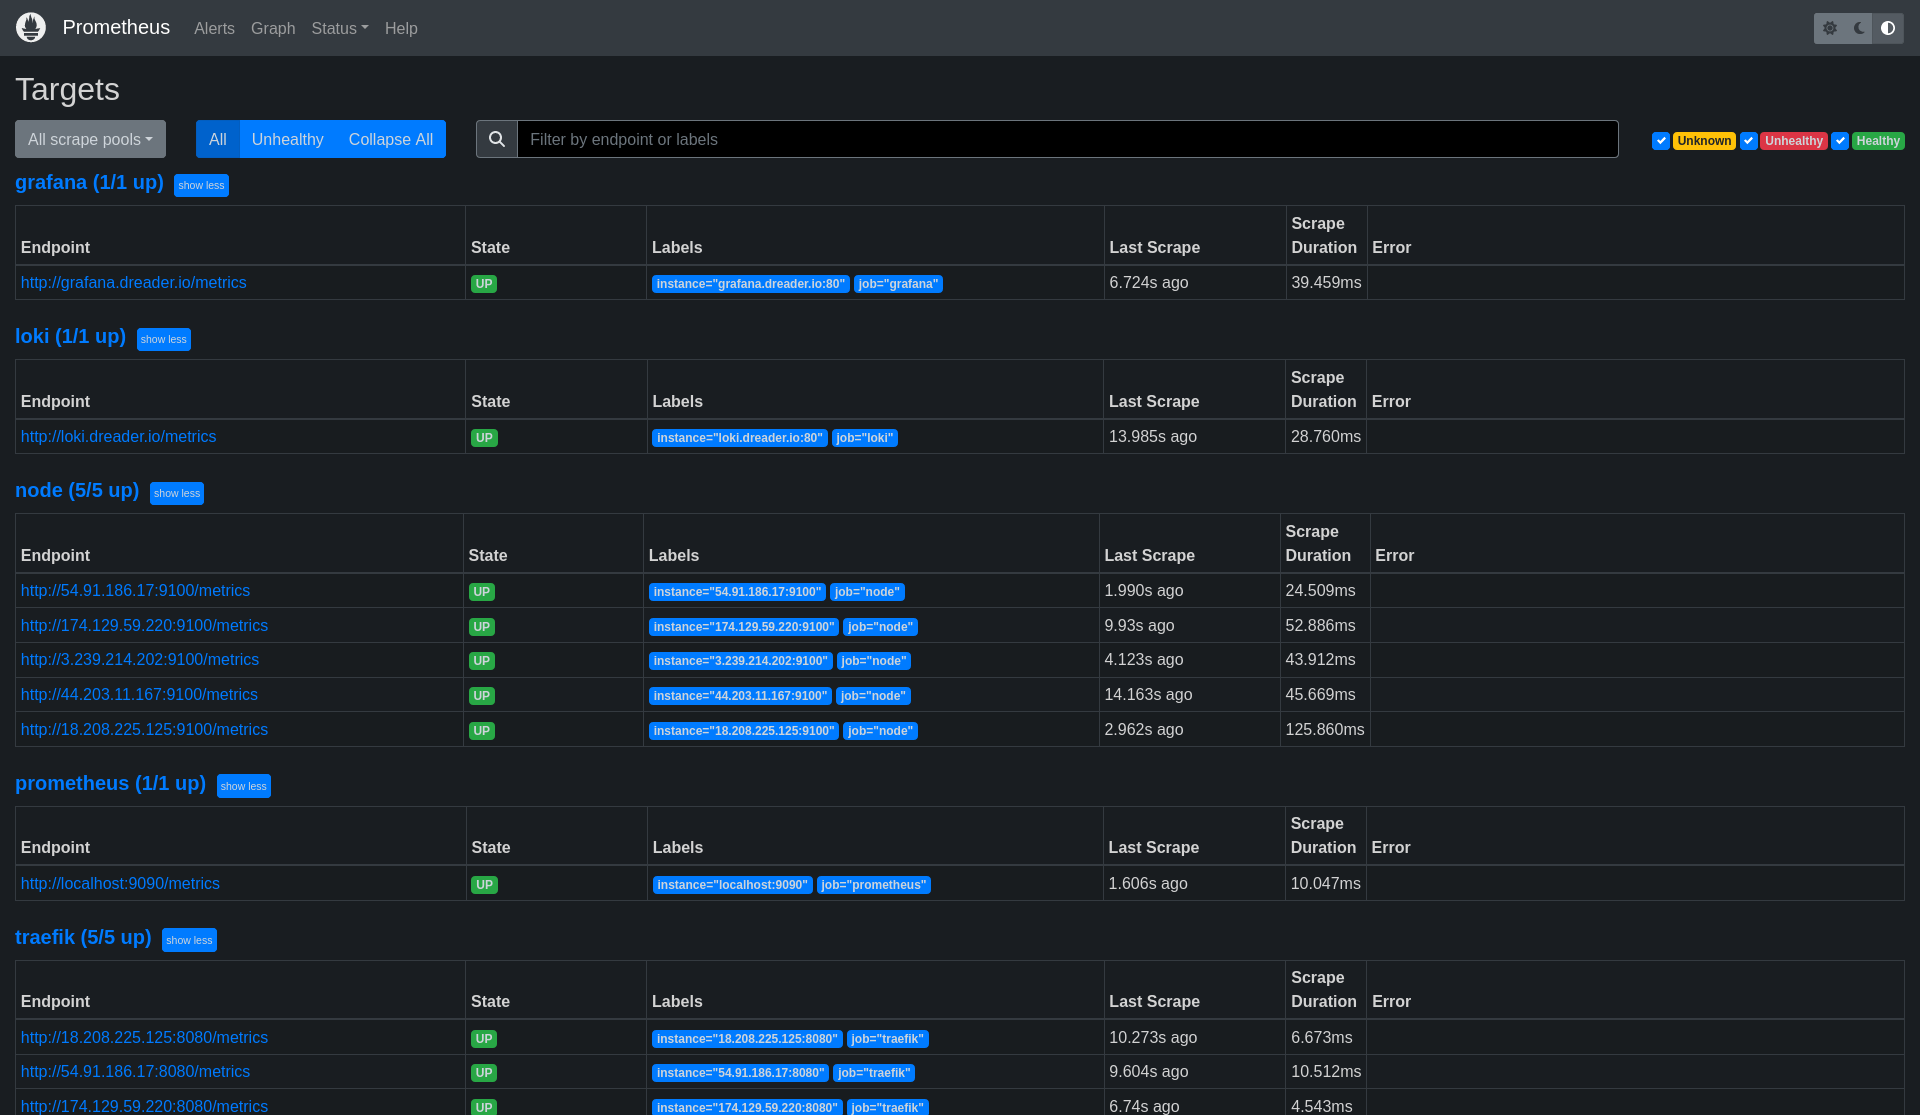 Prometheus Alerts Graph Status Help
Targets
All scrape pools All Unhealthy Collapse All Filter by endpoint or labels Unknown Unhealthy Healthy
grafana (1/1 up) show less
Endpoint State Labels Last Scrape Scrape Duration Error
http://grafana.dreader.io/metrics UP instance="grafana.dreader.io:80" job="grafana" 6.724s ago 39.459ms
loki (1/1 up) show less
Endpoint State Labels Last Scrape Scrape Duration Error
http://loki.dreader.io/metrics UP instance="loki.dreader.io:80" job="loki" 13.985s ago 28.760ms
node (5/5 up) show less
Endpoint State Labels Last Scrape Scrape Duration Error
http://54.91.186.17:9100/metrics UP instance="54.91.186.17:9100" job="node" 1.990s ago 24.509ms
http://174.129.59.220:9100/metrics UP instance="174.129.59.220:9100" job="node" 9.93s ago 52.886ms
http://3.239.214.202:9100/metrics UP instance="3.239.214.202:9100" job="node" 4.123s ago 43.912ms
http://44.203.11.167:9100/metrics UP instance="44.203.11.167:9100" job="node" 14.163s ago 45.669ms
http://18.208.225.125:9100/metrics UP instance="18.208.225.125:9100" job="node" 2.962s ago 125.860ms
prometheus (1/1 up) show less
Endpoint State Labels Last Scrape Scrape Duration Error
http://localhost:9090/metrics UP instance="localhost:9090" job="prometheus" 1.606s ago 10.047ms
traefik (5/5 up) show less
Endpoint State Labels Last Scrape Scrape Duration Error
http://18.208.225.125:8080/metrics UP instance="18.208.225.125:8080" job="traefik" 10.273s ago 6.673ms
http://54.91.186.17:8080/metrics UP instance="54.91.186.17:8080" job="traefik" 9.604s ago 10.512ms
http://174.129.59.220:8080/metrics UP instance="174.129.59.220:8080" job="traefik" 6.74s ago 4.543ms